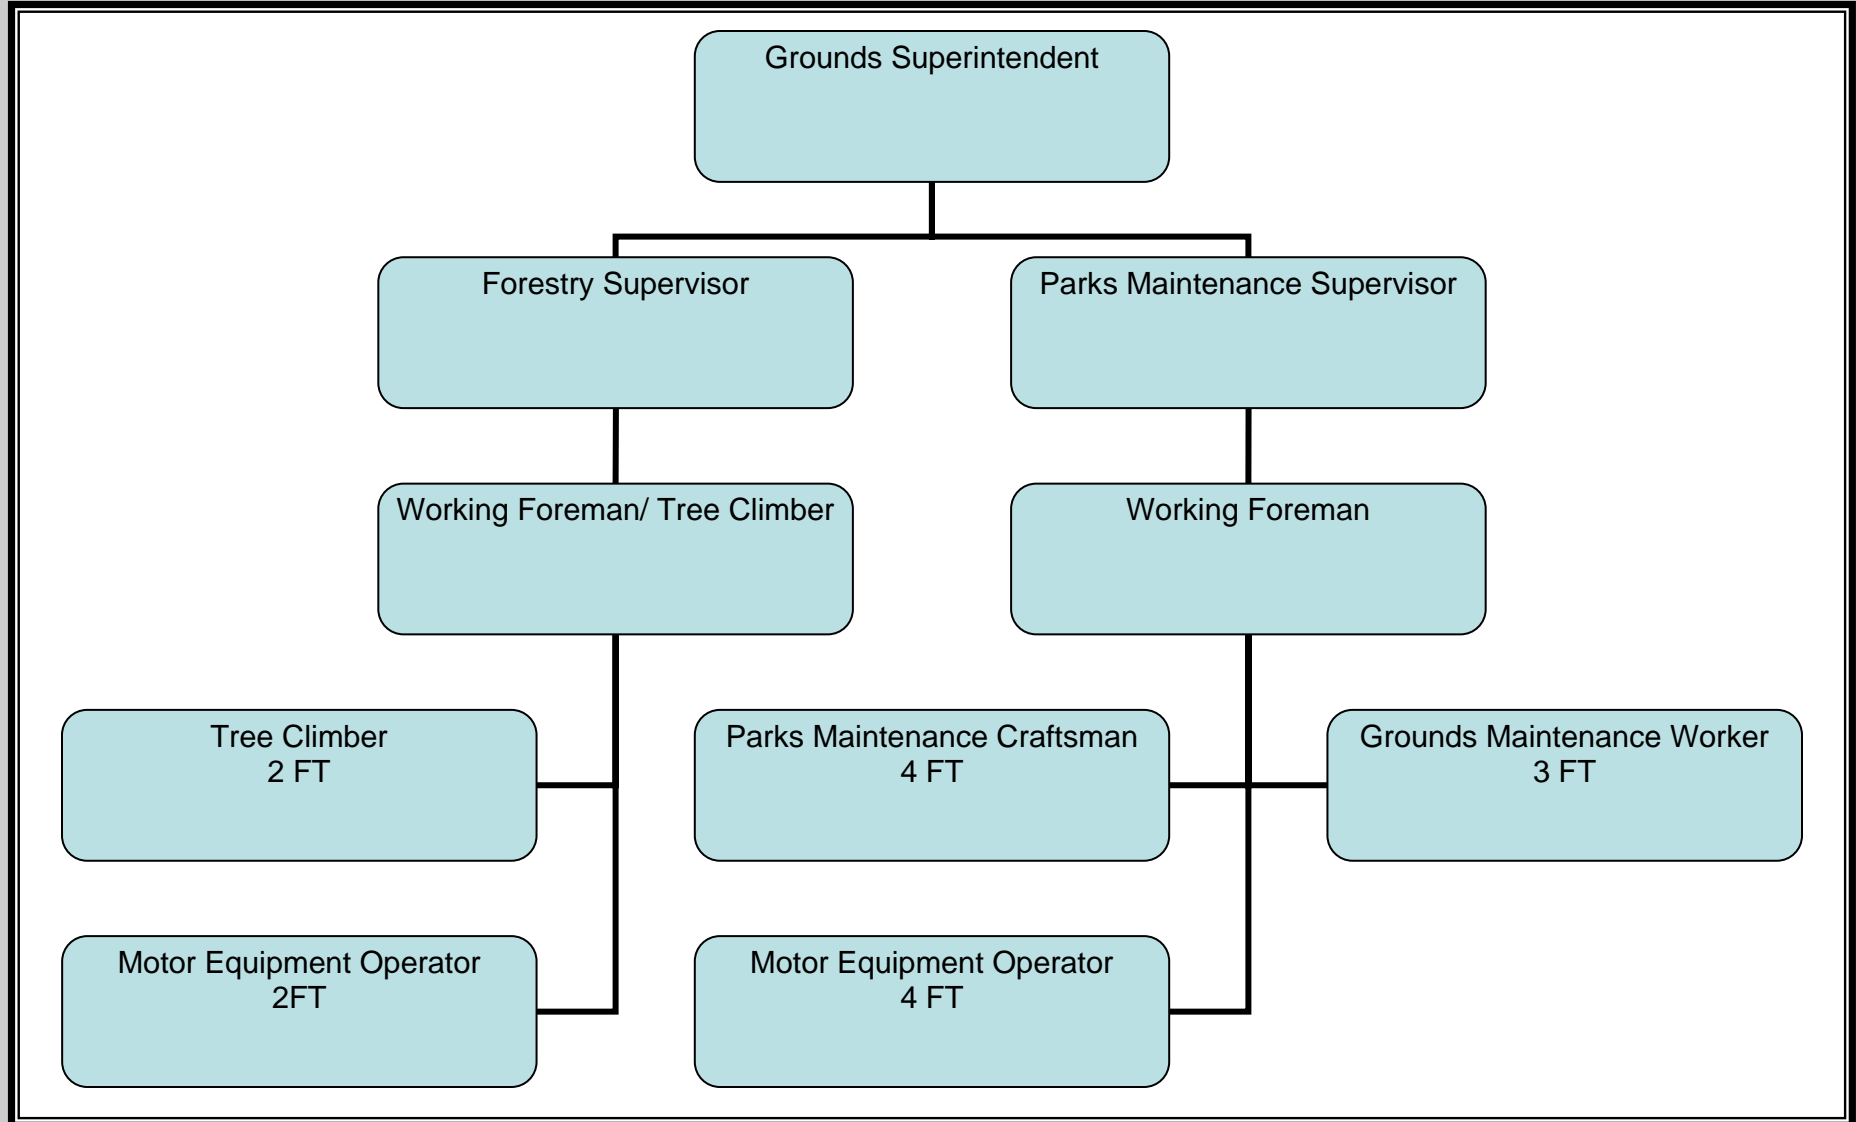 Grounds Superintendent
Forestry Supervisor
Parks Maintenance Supervisor
Working Foreman/ Tree Climber
Working Foreman
Tree Climber
2 FT
Parks Maintenance Craftsman
4 FT
Grounds Maintenance Worker
3 FT
Motor Equipment Operator
2FT
Motor Equipment Operator
4 FT